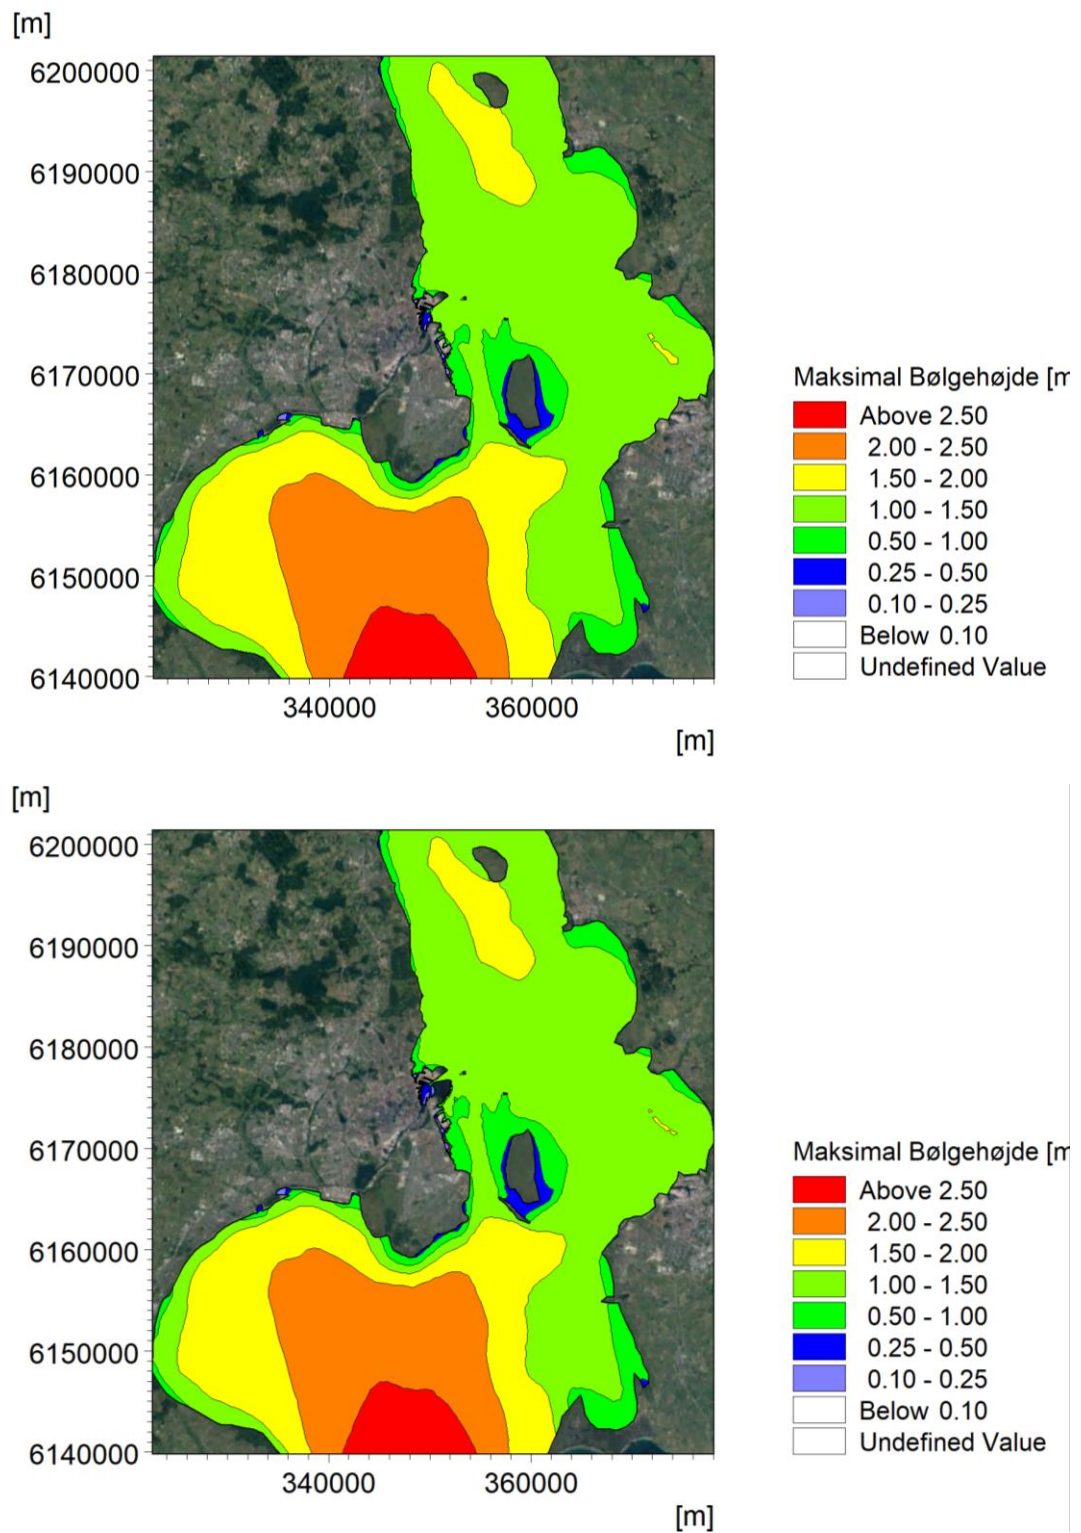 [m]
6200000
6190000
6180000
6170000
6160000
6150000
6140000
340000 360000
[m]
Maksimal Bølgehøjde [m
Above 2.50
2.00 - 2.50
1.50 - 2.00
1.00 - 1.50
0.50 - 1.00
0.25 - 0.50
0.10 - 0.25
Below 0.10
Undefined Value
[m]
6200000
6190000
6180000
6170000
6160000
6150000
6140000
340000 360000
[m]
Maksimal Bølgehøjde [m
Above 2.50
2.00 - 2.50
1.50 - 2.00
1.00 - 1.50
0.50 - 1.00
0.25 - 0.50
0.10 - 0.25
Below 0.10
Undefined Value